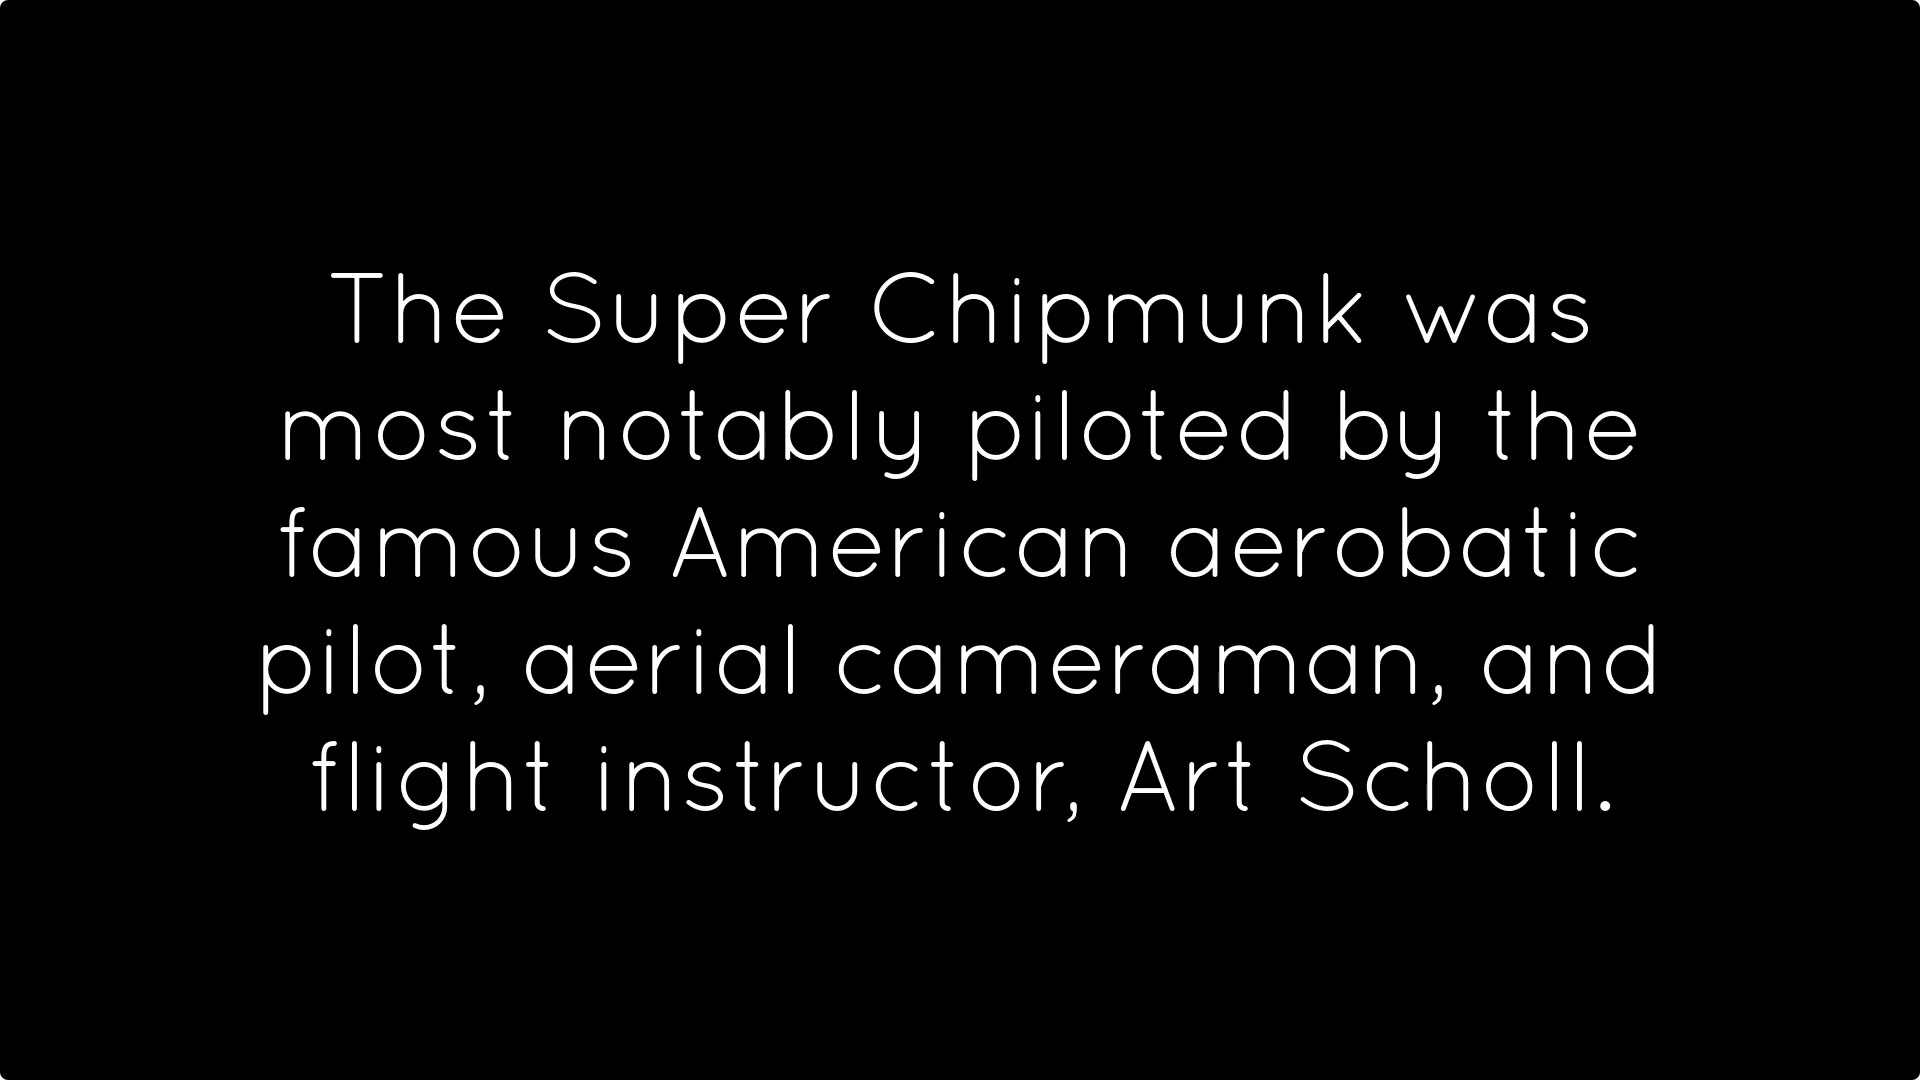 The Super Chipmunk was
most notably piloted by the
famous American aerobatic
pilot, aerial cameraman, and
flight instructor, Art Scholl.